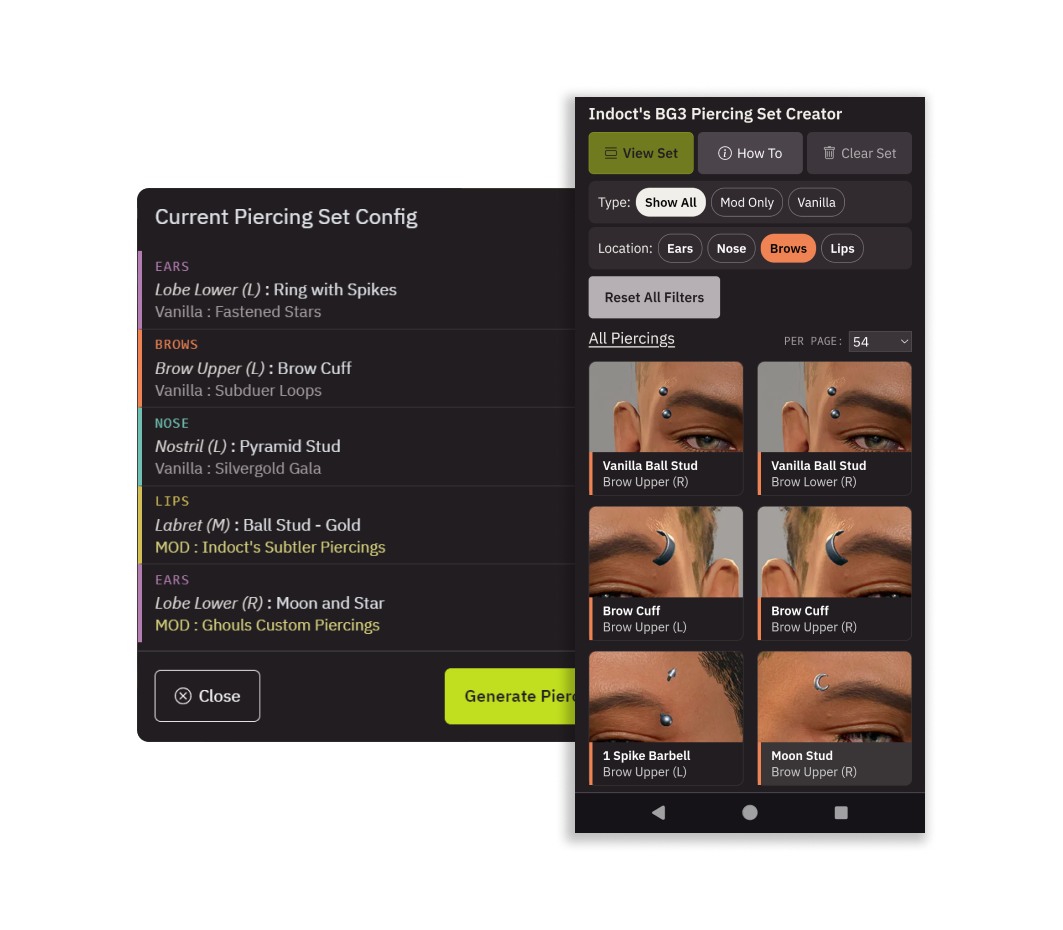 Current Piercing Set Config
EARS
Lobe Lower (L) : Ring with Spikes
Vanilla : Fastened Stars
BROWS
Brow Upper (L) : Brow Cuff
Vanilla : Subduer Loops
NOSE
Nostril (L) : Pyramid Stud
Vanilla : Silvergold Gala
LIPS
Labret (M) : Ball Stud - Gold
MOD : Indoct's Subtler Piercings
EARS
Lobe Lower (R) : Moon and Star
MOD : Ghouls Custom Piercings
Close
Generate Pierc
Indoct's BG3 Piercing Set Creator
View Set How To Clear Set
Type: Show All Mod Only Vanilla
Location: Ears Nose Brows Lips
Reset All Filters
All Piercings PER PAGE: 54
Vanilla Ball Stud
Brow Upper (R)
Vanilla Ball Stud
Brow Lower (R)
Brow Cuff
Brow Upper (L)
Brow Cuff
Brow Upper (R)
1 Spike Barbell
Brow Upper (L)
Moon Stud
Brow Upper (R)